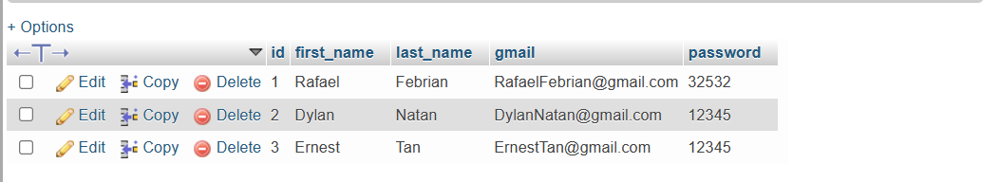 + Options
←T→ id first_name last_name gmail password
Edit Copy Delete 1 Rafael Febrian RafaelFebrian@gmail.com 32532
Edit Copy Delete 2 Dylan Natan DylanNatan@gmail.com 12345
Edit Copy Delete 3 Ernest Tan ErnestTan@gmail.com 12345